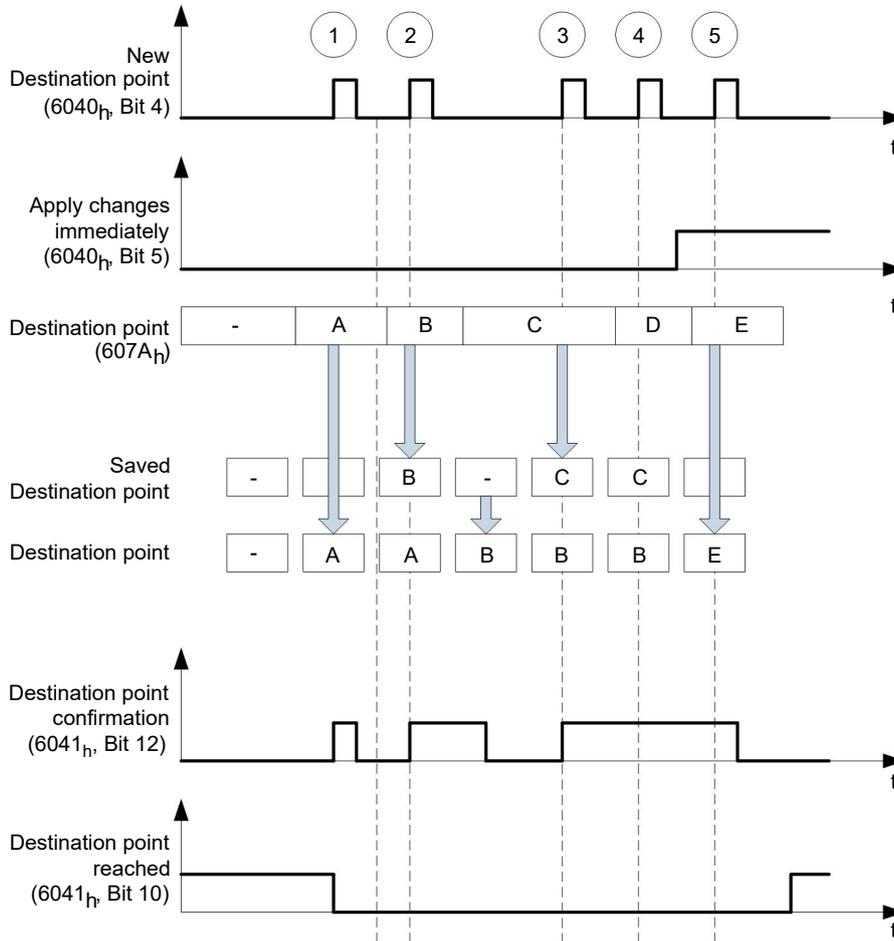 1 2 3 4 5
New
Destination point
(6040h, Bit 4)
t
Apply changes
immediately
(6040h, Bit 5)
t
Destination point
(607Ah)
- A B C D E
Saved
Destination point
- B - C C
Destination point
- A A B B B E
Destination point
confirmation
(6041h, Bit 12)
t
Destination point
reached
(6041h, Bit 10)
t